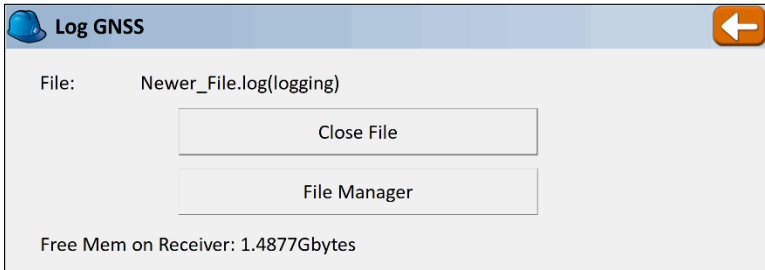 Log GNSS
File: Newer_File.log(logging)
Close File
File Manager
Free Mem on Receiver: 1.4877Gbytes